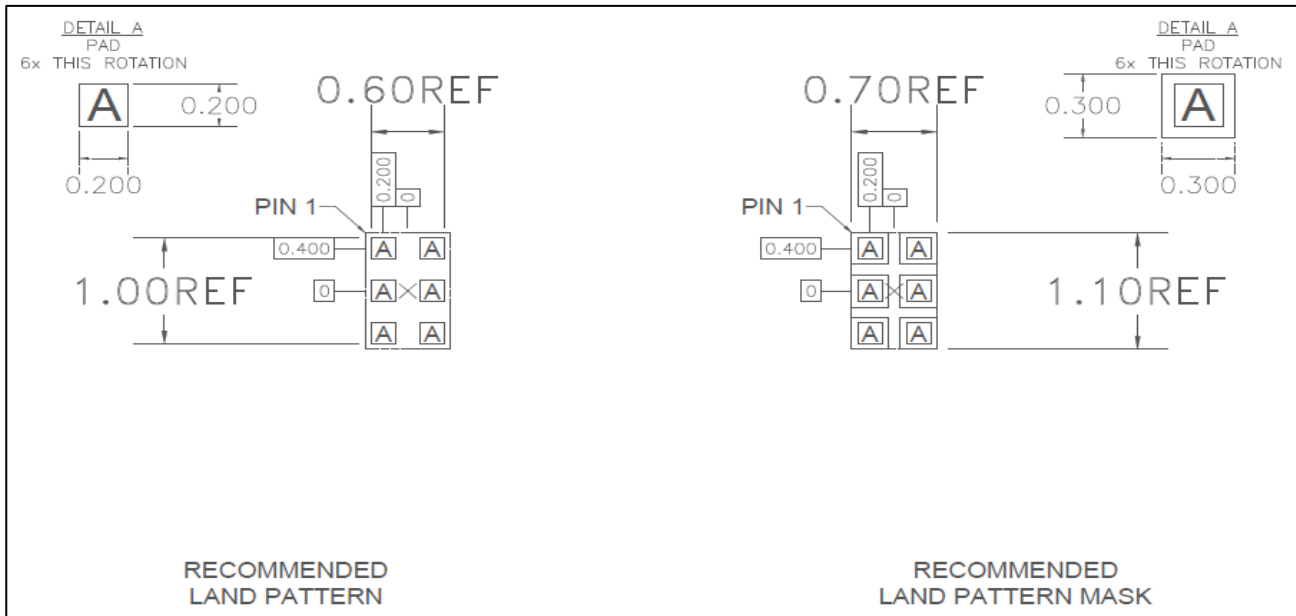 DETAIL A
PAD
6x THIS ROTATION
A
0.200
0.200
0.60REF
0.200
0
PIN 1
0.400
A A
1.00REF
0
A A
A A
RECOMMENDED
LAND PATTERN
DETAIL A
PAD
6x THIS ROTATION
A
0.300
0.300
0.70REF
0.200
0
PIN 1
0.400
A A
0
A A
1.10REF
A A
RECOMMENDED
LAND PATTERN MASK